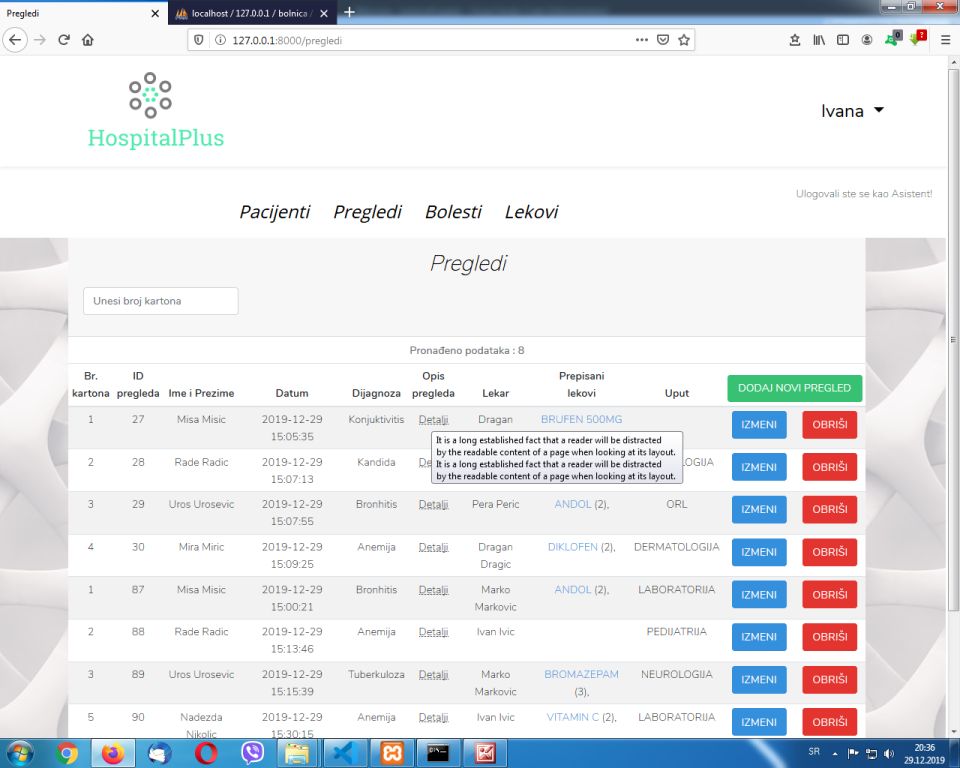 Pregledi
localhost / 127.0.0.1 / bolnica /
127.0.0.1:8000/pregledi
0
?
HospitalPlus
Ivana
Ulogovali ste se kao Asistent!
Pacijenti Pregledi Bolesti Lekovi
Pregledi
Unesi broj kartona
Pronađeno podataka : 8
Br. kartona ID pregleda Ime i Prezime Datum Dijagnoza Opis pregleda Lekar Prepisani lekovi Uput DODAJ NOVI PREGLED
1 27 Misa Misic 2019-12-29 15:05:35 Konjuktivitis Detalji Dragan BRUFEN 500MG IZMENI OBRIŠI
It is a long established fact that a reader will be distracted
by the readable content of a page when looking at its layout.
It is a long established fact that a reader will be distracted
by the readable content of a page when looking at its layout.
2 28 Rade Radic 2019-12-29 15:07:13 Kandida IZMENI OBRIŠI
3 29 Uros Urosevic 2019-12-29 15:07:55 Bronhitis Detalji Pera Peric ANDOL (2), ORL IZMENI OBRIŠI
4 30 Mira Miric 2019-12-29 15:09:25 Anemija Detalji Dragan Dragic DIKLOFEN (2), DERMATOLOGIJA IZMENI OBRIŠI
1 87 Misa Misic 2019-12-29 15:00:21 Bronhitis Detalji Marko Markovic ANDOL (2), LABORATORIJA IZMENI OBRIŠI
2 88 Rade Radic 2019-12-29 15:13:46 Anemija Detalji Ivan Ivic PEDIJATRIJA IZMENI OBRIŠI
3 89 Uros Urosevic 2019-12-29 15:15:39 Tuberkuloza Detalji Marko Markovic BROMAZEPAM (3), NEUROLOGIJA IZMENI OBRIŠI
5 90 Nadezda Nikolic 2019-12-29 15:30:15 Anemija Detalji Ivan Ivic VITAMIN C (2), LABORATORIJA IZMENI OBRIŠI
SR
20:36
29.12.2019